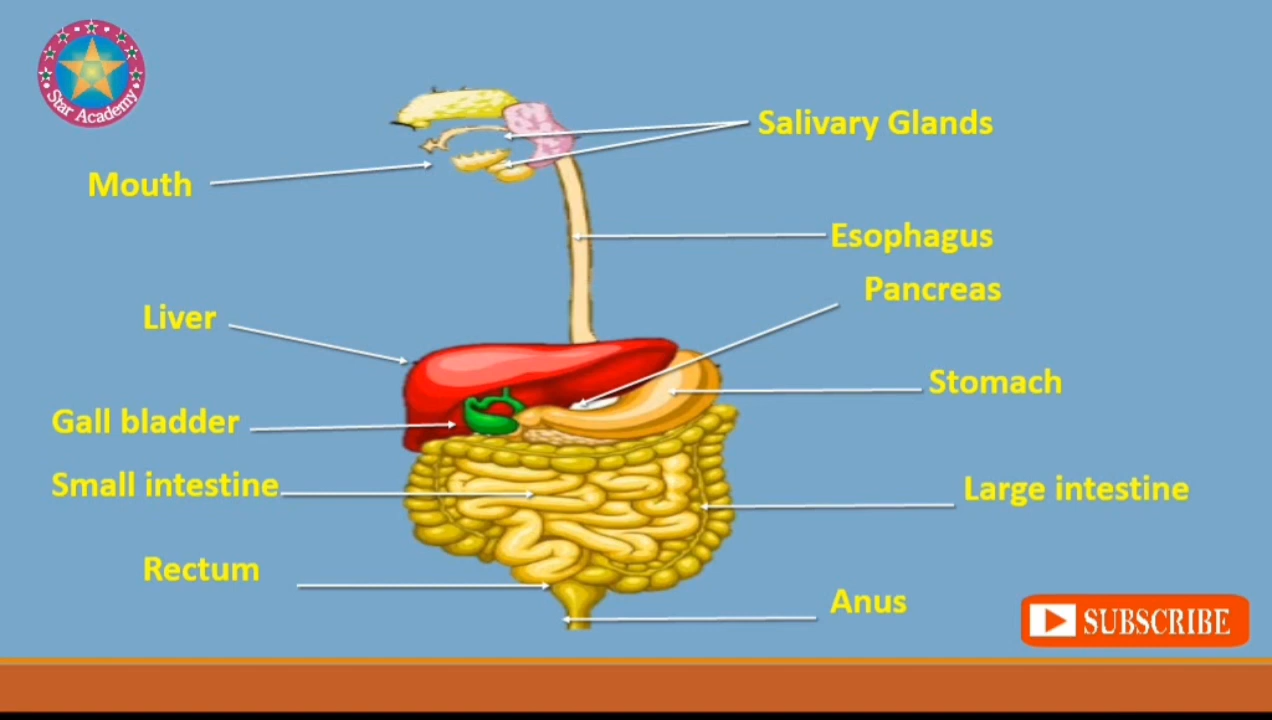 Star Academy
Salivary Glands
Mouth
Esophagus
Pancreas
Liver
Stomach
Gall bladder
Small intestine
Large intestine
Rectum
Anus
SUBSCRIBE